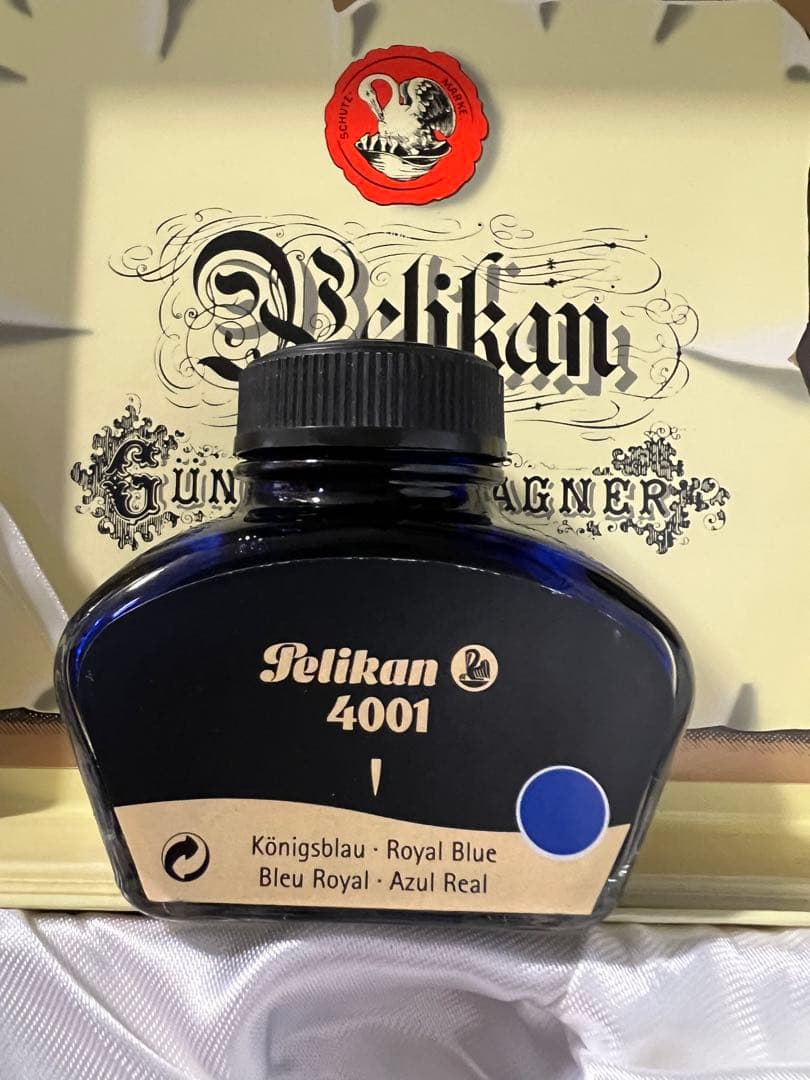 SCHUTZ- MARKE
Pelikan
GÜN AGNER
Pelikan
4001
Königsblau · Royal Blue
Bleu Royal · Azul Real